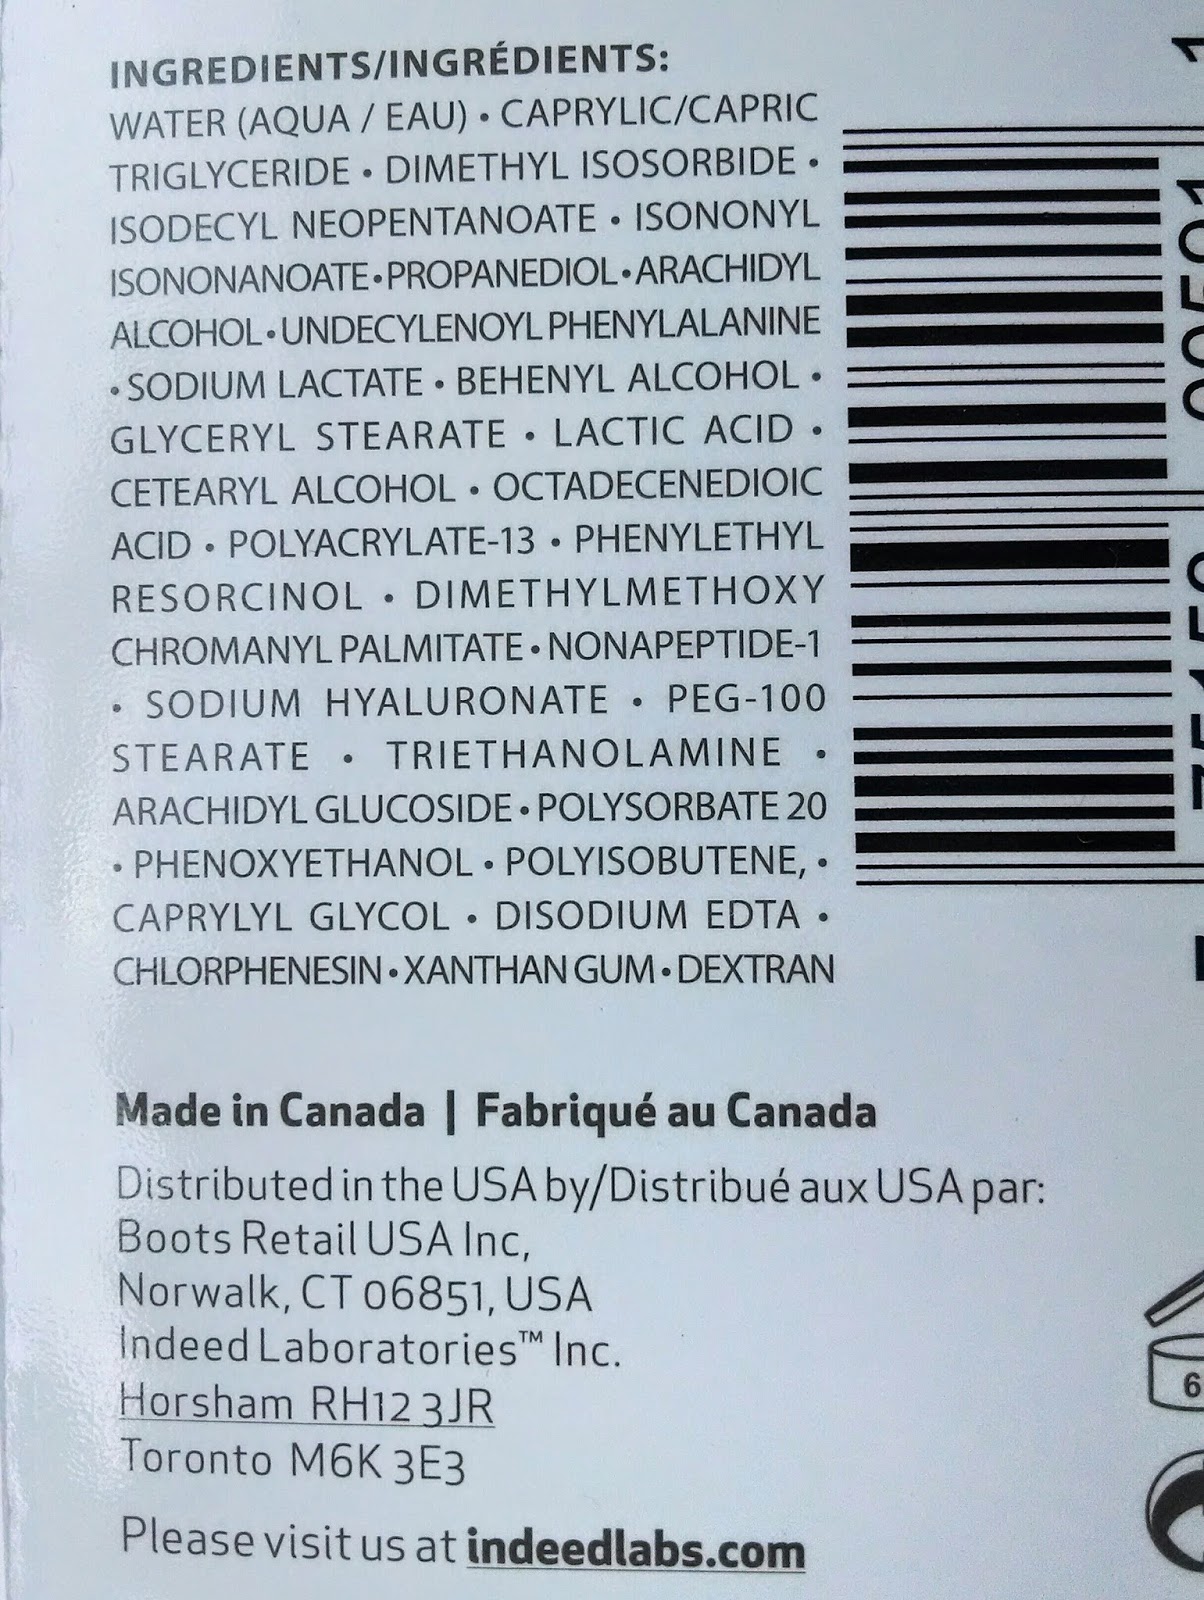 INGREDIENTS/INGRÉDIENTS:
WATER (AQUA / EAU) • CAPRYLIC/CAPRIC
TRIGLYCERIDE • DIMETHYL ISOSORBIDE •
ISODECYL NEOPENTANOATE • ISONONYL
ISONONANOATE • PROPANEDIOL • ARACHIDYL
ALCOHOL • UNDECYLENOYL PHENYLALANINE
• SODIUM LACTATE • BEHENYL ALCOHOL •
GLYCERYL STEARATE • LACTIC ACID •
CETEARYL ALCOHOL • OCTADECENEDIOIC
ACID • POLYACRYLATE-13 • PHENYLETHYL
RESORCINOL • DIMETHYLMETHOXY
CHROMANYL PALMITATE • NONAPEPTIDE-1
• SODIUM HYALURONATE • PEG-100
STEARATE • TRIETHANOLAMINE •
ARACHIDYL GLUCOSIDE • POLYSORBATE 20
• PHENOXYETHANOL • POLYISOBUTENE, •
CAPRYLYL GLYCOL • DISODIUM EDTA •
CHLORPHENESIN • XANTHAN GUM • DEXTRAN
Made in Canada | Fabriqué au Canada
Distributed in the USA by/Distribué aux USA par:
Boots Retail USA Inc,
Norwalk, CT 06851, USA
Indeed Laboratories™ Inc.
Horsham RH12 3JR
Toronto M6K 3E3
Please visit us at indeedlabs.com
6